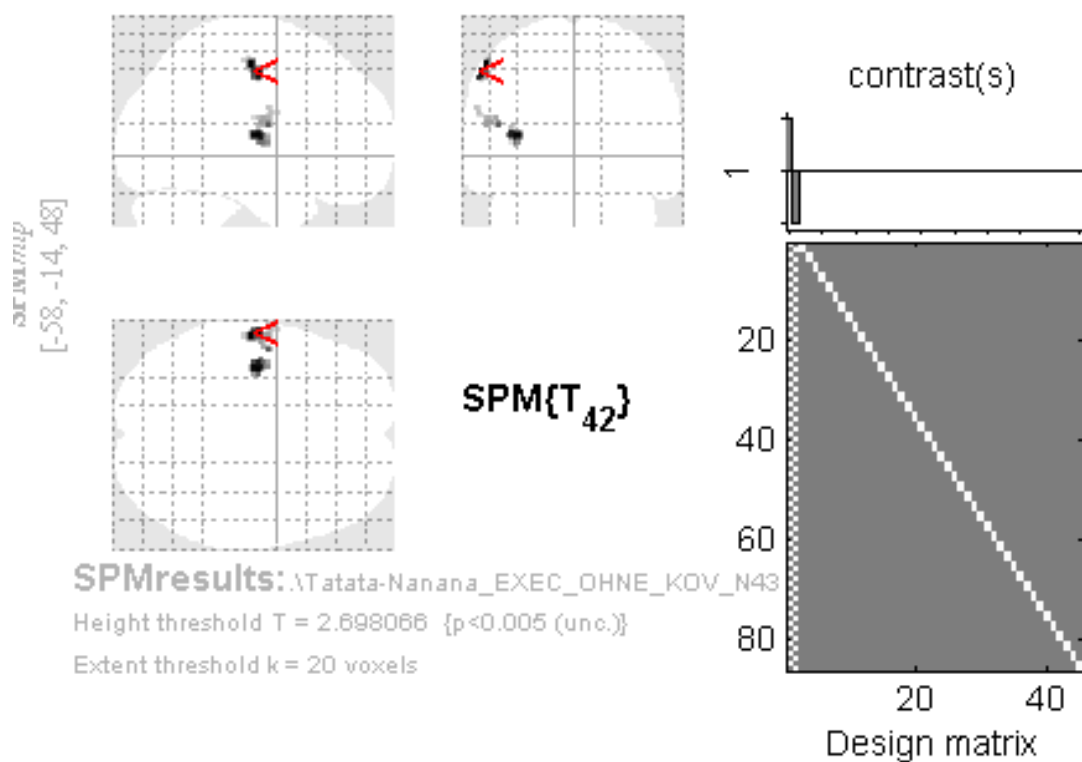 contrast(s)
1
SPMmip
[-58, -14, 48]
SPM{T42}
20
40
60
80
20 40
Design matrix
SPMresults: .\Tatata-Nanana_EXEC_OHNE_KOV_N43
Height threshold T = 2.698066 {p<0.005 (unc.)}
Extent threshold k = 20 voxels